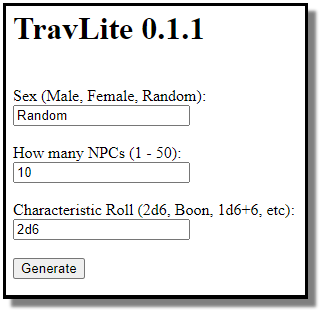 TravLite 0.1.1
Sex (Male, Female, Random):
Random
How many NPCs (1 - 50):
10
Characteristic Roll (2d6, Boon, 1d6+6, etc):
2d6
Generate